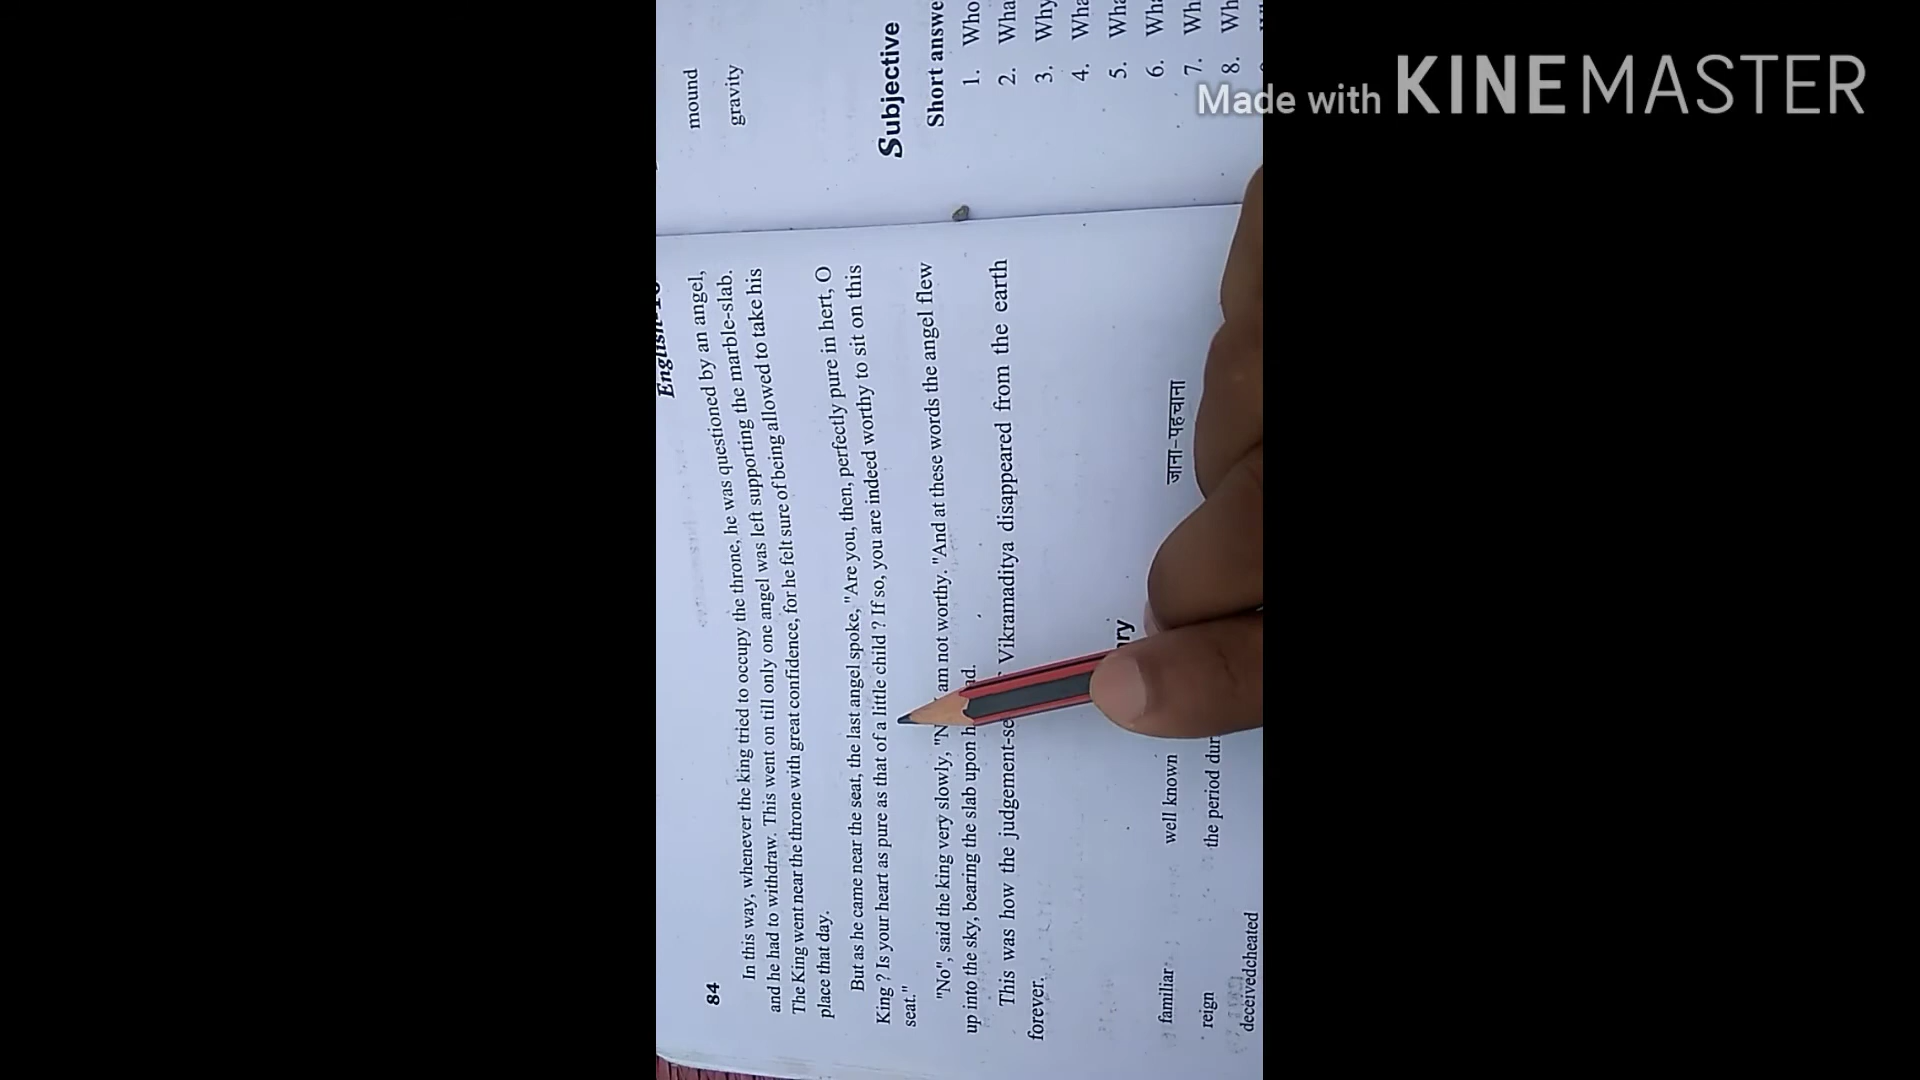 84
English-10
In this way, whenever the king tried to occupy the throne, he was questioned by an angel,
and he had to withdraw. This went on till only one angel was left supporting the marble-slab.
The King went near the throne with great confidence, for he felt sure of being allowed to take his
place that day.
But as he came near the seat, the last angel spoke, "Are you, then, perfectly pure in hert, O
King ? Is your heart as pure as that of a little child ? If so, you are indeed worthy to sit on this
seat."
"No", said the king very slowly, "N am not worthy. "And at these words the angel flew
up into the sky, bearing the slab upon h ad.
This was how the judgement-se Vikramaditya disappeared from the earth
forever.
ry
familiar well known जाना-पहचाना
reign the period dur
deceivedcheated
mound
gravity
Subjective
Short answe
1. Who
2. Wha
3. Why
4. Wha
5. Wha
6. Wh
7. Wh
8. Wh
Made with KINEMASTER